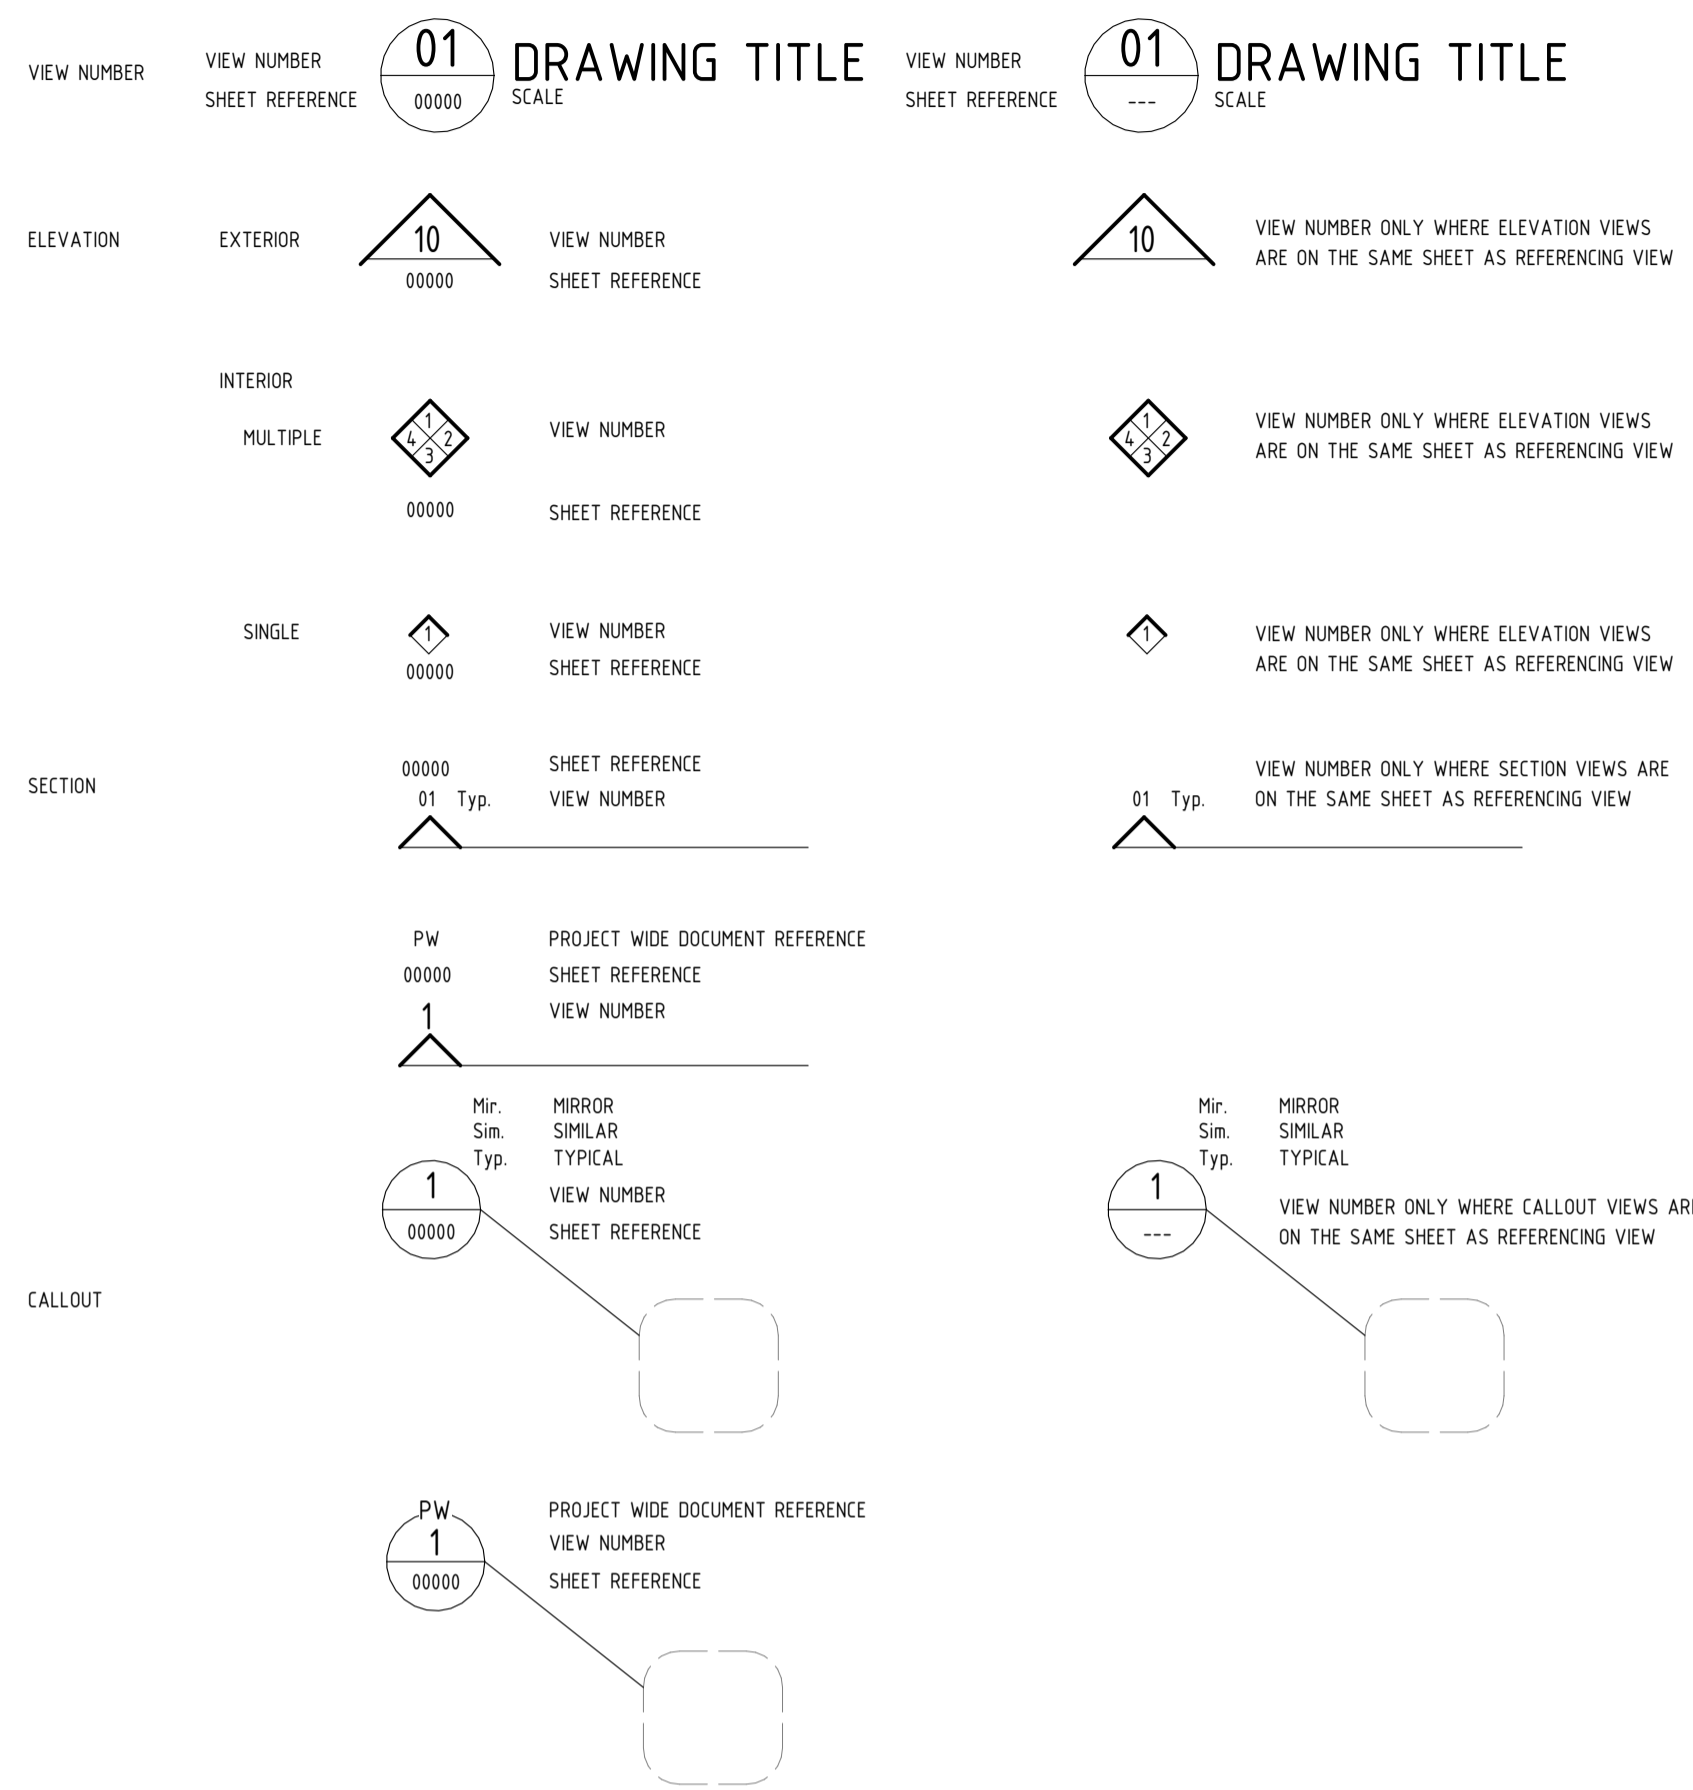 VIEW NUMBER
VIEW NUMBER
SHEET REFERENCE
01
00000
DRAWING TITLE
SCALE
VIEW NUMBER
SHEET REFERENCE
01
---
DRAWING TITLE
SCALE
ELEVATION
EXTERIOR
10
00000
VIEW NUMBER
SHEET REFERENCE
10
VIEW NUMBER ONLY WHERE ELEVATION VIEWS
ARE ON THE SAME SHEET AS REFERENCING VIEW
INTERIOR
MULTIPLE
1
4 2
3
00000
VIEW NUMBER
SHEET REFERENCE
1
4 2
3
VIEW NUMBER ONLY WHERE ELEVATION VIEWS
ARE ON THE SAME SHEET AS REFERENCING VIEW
SINGLE
1
00000
VIEW NUMBER
SHEET REFERENCE
1
VIEW NUMBER ONLY WHERE ELEVATION VIEWS
ARE ON THE SAME SHEET AS REFERENCING VIEW
SECTION
00000
01 Typ.
SHEET REFERENCE
VIEW NUMBER
01 Typ.
VIEW NUMBER ONLY WHERE SECTION VIEWS ARE
ON THE SAME SHEET AS REFERENCING VIEW
PW
00000
1
PROJECT WIDE DOCUMENT REFERENCE
SHEET REFERENCE
VIEW NUMBER
CALLOUT
Mir. MIRROR
Sim. SIMILAR
Typ. TYPICAL
1
00000
VIEW NUMBER
SHEET REFERENCE
Mir. MIRROR
Sim. SIMILAR
Typ. TYPICAL
1
---
VIEW NUMBER ONLY WHERE CALLOUT VIEWS ARE
ON THE SAME SHEET AS REFERENCING VIEW
PW
1
00000
PROJECT WIDE DOCUMENT REFERENCE
VIEW NUMBER
SHEET REFERENCE